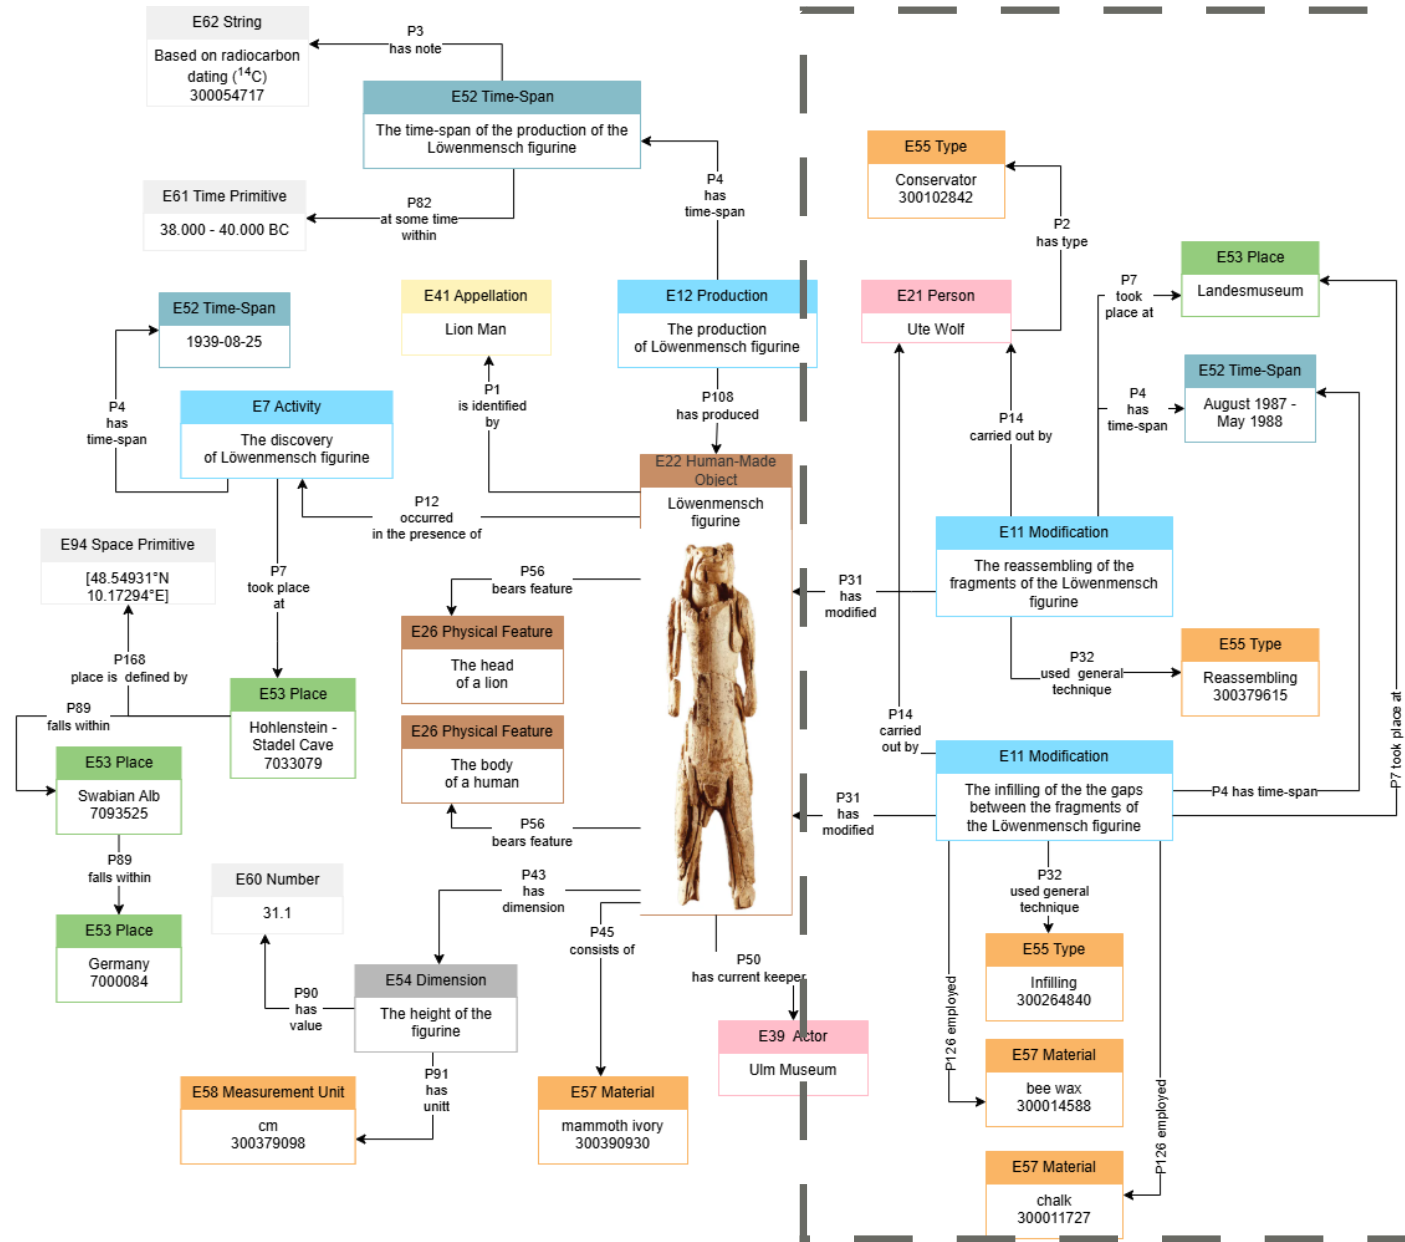 E62 String
Based on radiocarbon
dating (¹⁴C)
300054717
P3
has note
E52 Time-Span
The time-span of the production of the
Löwenmensch figurine
E61 Time Primitive
38.000 - 40.000 BC
P82
at some time
within
P4
has
time-span
E52 Time-Span
1939-08-25
E41 Appellation
Lion Man
E12 Production
The production
of Löwenmensch figurine
P4
has
time-span
E7 Activity
The discovery
of Löwenmensch figurine
P1
is identified
by
P108
has produced
E22 Human-Made
Object
Löwenmensch
figurine
P12
occurred
in the presence of
E94 Space Primitive
[48.54931°N
10.17294°E]
P7
took place
at
P56
bears feature
E26 Physical Feature
The head
of a lion
P168
place is defined by
P89
falls within
E53 Place
Hohlenstein -
Stadel Cave
7033079
E26 Physical Feature
The body
of a human
P56
bears feature
E53 Place
Swabian Alb
7093525
P89
falls within
E53 Place
Germany
7000084
E60 Number
31.1
P43
has
dimension
P45
consists of
P50
has current keeper
P90
has
value
E54 Dimension
The height of the
figurine
P91
has
unitt
E58 Measurement Unit
cm
300379098
E57 Material
mammoth ivory
300390930
E39 Actor
Ulm Museum
E55 Type
Conservator
300102842
P2
has type
E21 Person
Ute Wolf
E53 Place
Landesmuseum
P7
took
place at
E52 Time-Span
August 1987 -
May 1988
P4
has
time-span
P14
carried out by
E11 Modification
The reassembling of the
fragments of the Löwenmensch
figurine
P31
has
modified
P32
used general
technique
E55 Type
Reassembling
300379615
P14
carried
out by
E11 Modification
The infilling of the the gaps
between the fragments of
the Löwenmensch figurine
P31
has
modified
P4 has time-span
P7 took place at
P32
used general
technique
E55 Type
Infilling
300264840
P126 employed
E57 Material
bee wax
300014588
P126 employed
E57 Material
chalk
300011727